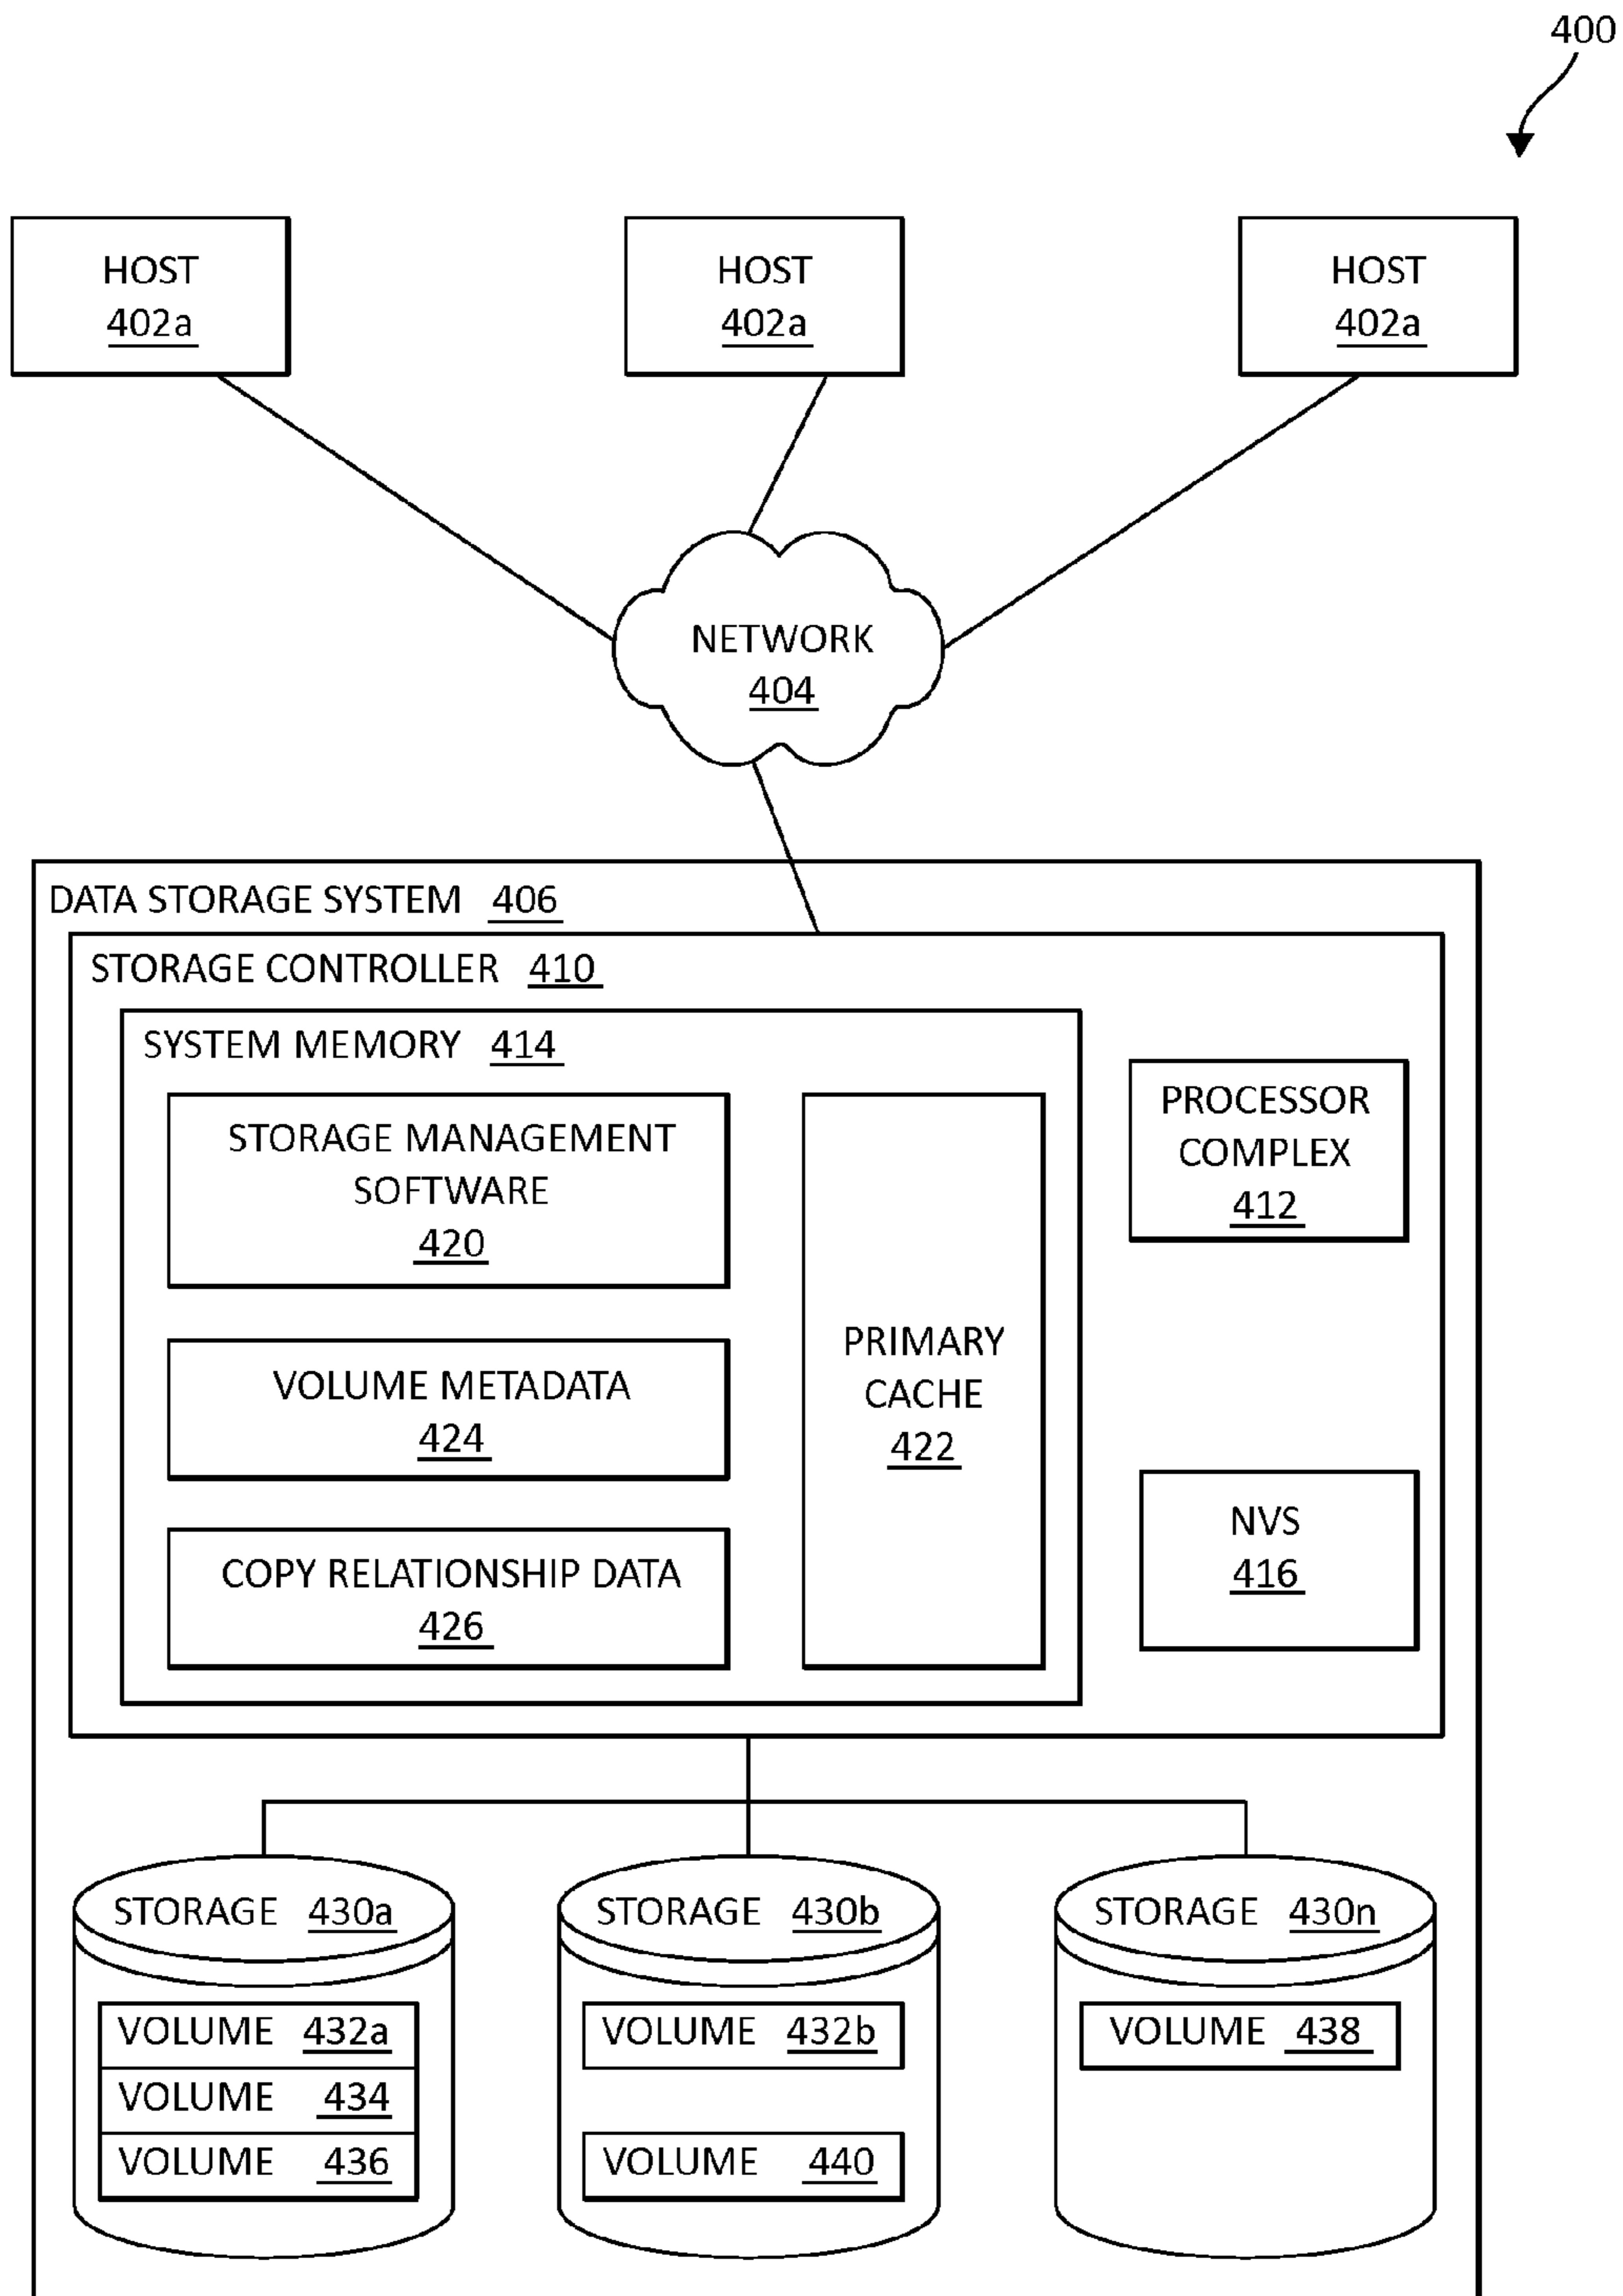 400
HOST
402a
HOST
402a
HOST
402a
NETWORK
404
DATA STORAGE SYSTEM 406
STORAGE CONTROLLER 410
SYSTEM MEMORY 414
STORAGE MANAGEMENT
SOFTWARE
420
VOLUME METADATA
424
COPY RELATIONSHIP DATA
426
PRIMARY
CACHE
422
PROCESSOR
COMPLEX
412
NVS
416
STORAGE 430a
VOLUME 432a
VOLUME 434
VOLUME 436
STORAGE 430b
VOLUME 432b
VOLUME 440
STORAGE 430n
VOLUME 438